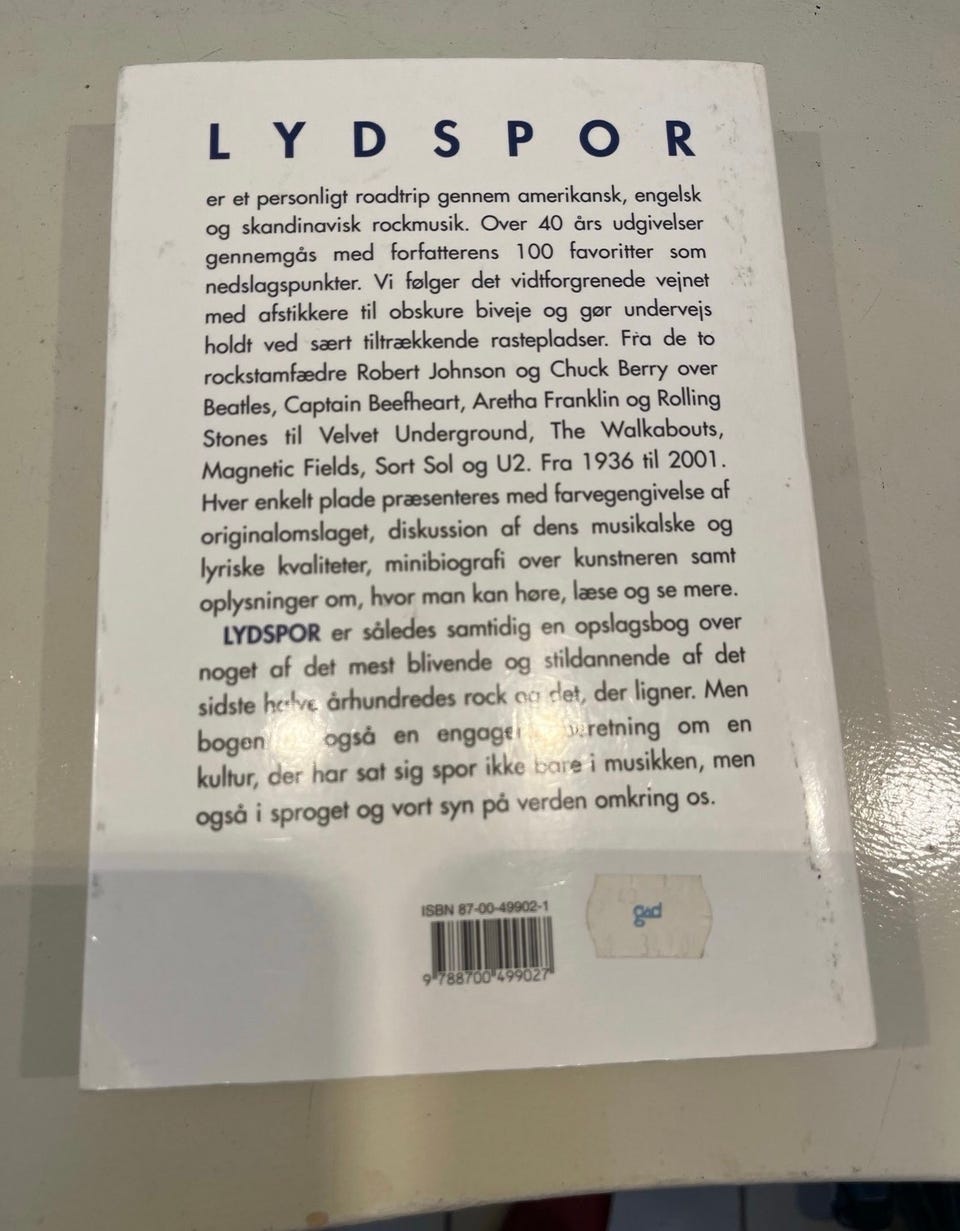 LYDSPOR
er et personligt roadtrip gennem amerikansk, engelsk
og skandinavisk rockmusik. Over 40 års udgivelser
gennemgås med forfatterens 100 favoritter som
nedslagspunkter. Vi følger det vidtforgrenede vejnet
med afstikkere til obskure biveje og gør undervejs
holdt ved sært tiltrækkende rastepladser. Fra de to
rockstamfædre Robert Johnson og Chuck Berry over
Beatles, Captain Beefheart, Aretha Franklin og Rolling
Stones til Velvet Underground, The Walkabouts,
Magnetic Fields, Sort Sol og U2. Fra 1936 til 2001.
Hver enkelt plade præsenteres med farvegengivelse af
originalomslaget, diskussion af dens musikalske og
lyriske kvaliteter, minibiografi over kunstneren samt
oplysninger om, hvor man kan høre, læse og se mere.
LYDSPOR er således samtidig en opslagsbog over
noget af det mest blivende og stildannende af det
sidste halve århundredes rock og det, der ligner. Men
bogen også en om en
kultur, der har sat sig spor ikke bare i musikken, men
også i sproget og vort syn på verden omkring os.
ISBN 87-00-49902-1
9 788700 499027
gad